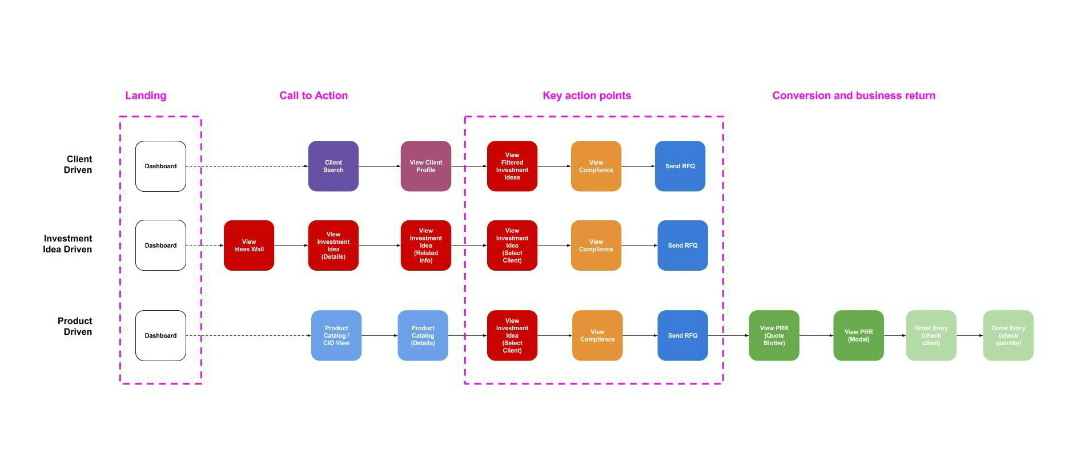 Landing
Call to Action
Key action points
Conversion and business return
Client
Driven
Dashboard
Client
Search
View Client
Profile
View
Filtered
Investment
Ideas
View
Compliance
Send RFQ
Investment
Idea Driven
Dashboard
View
Ideas Wall
View
Investment
Idea
(Details)
View
Investment
Idea
(Related
Info)
View
Investment
Idea
(Select
Client)
View
Compliance
Send RFQ
Product
Driven
Dashboard
Product
Catalog /
CIO View
Product
Catalog
(Details)
View
Investment
Idea
(Select
Client)
View
Compliance
Send RFQ
View PRR
(Quote
Blotter)
View PRR
(Modal)
Order Entry
(check
client)
Order Entry
(check
quantity)